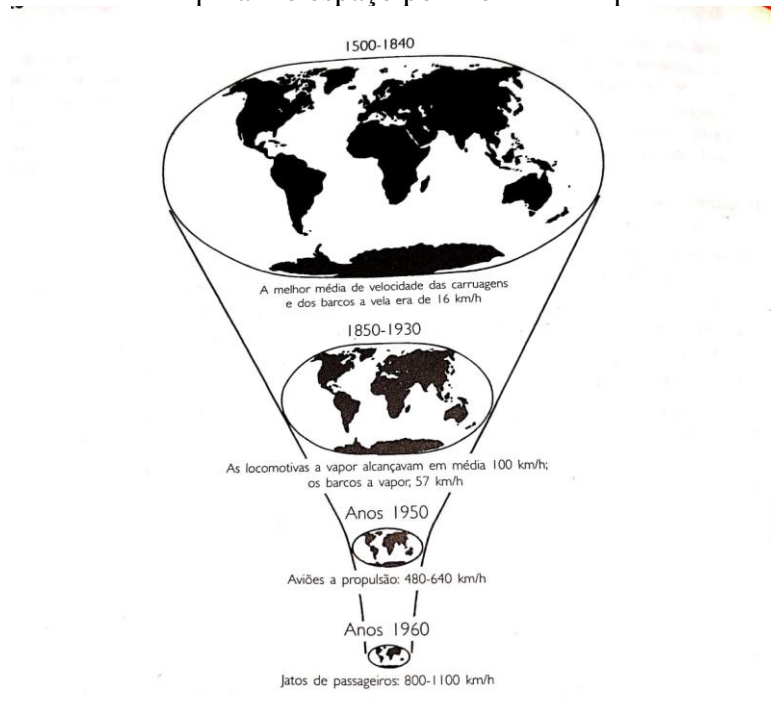 espaço
1500-1840
A melhor média de velocidade das carruagens
e dos barcos a vela era de 16 km/h
1850-1930
As locomotivas a vapor alcançavam em média 100 km/h;
os barcos a vapor, 57 km/h
Anos 1950
Aviões a propulsão: 480-640 km/h
Anos 1960
Jatos de passageiros: 800-1100 km/h